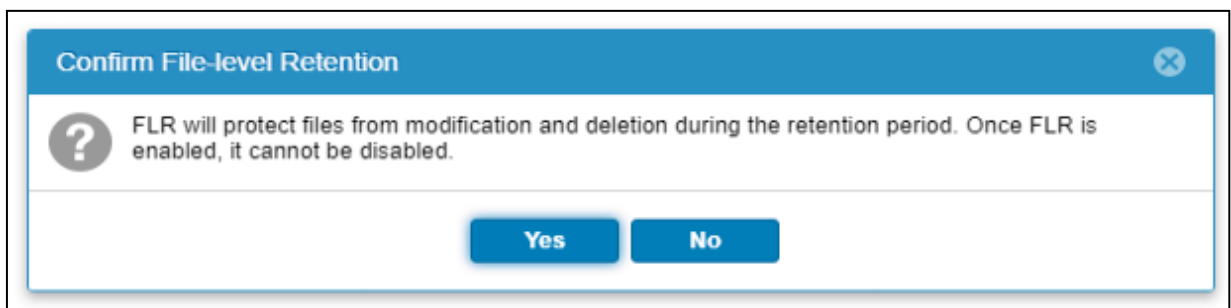 Confirm File-level Retention
FLR will protect files from modification and deletion during the retention period. Once FLR is
enabled, it cannot be disabled.
Yes No